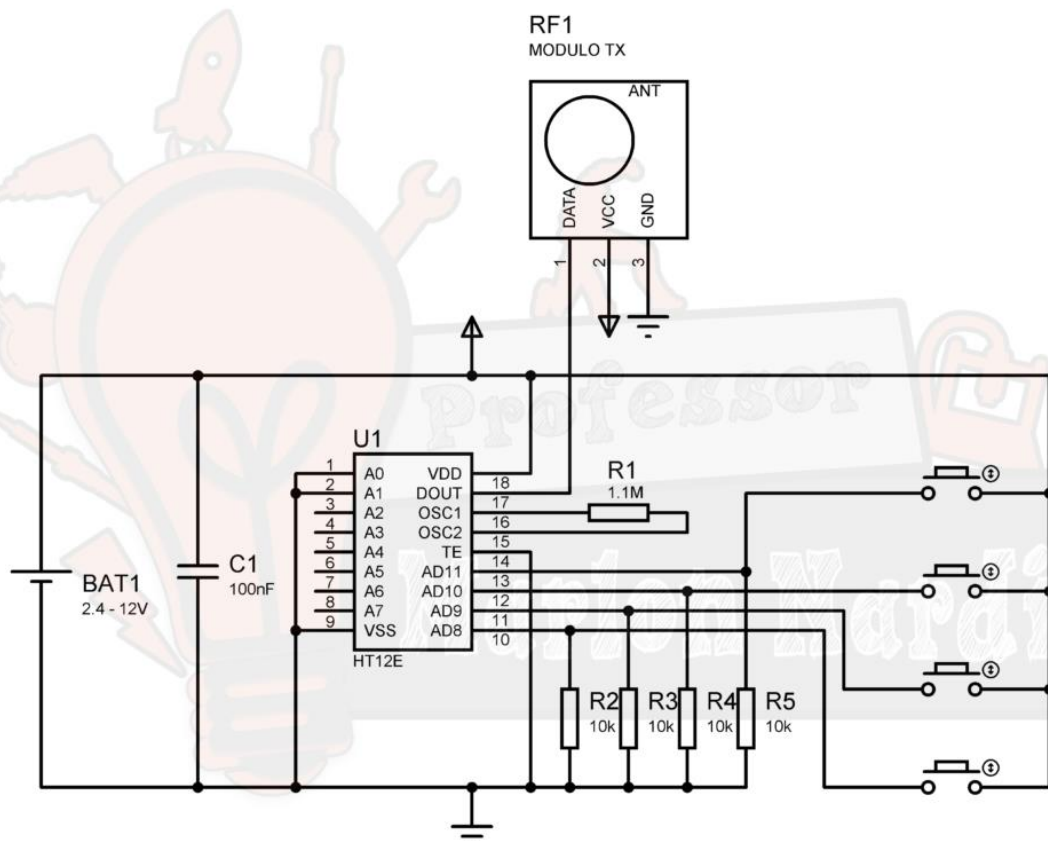 RF1
MODULO TX
ANT
DATA
VCC
GND
1
2
3
U1
1 A0 VDD 18
2 A1 DOUT 17
3 A2 OSC1 16
4 A3 OSC2 15
5 A4 TE 14
6 A5 AD11 13
7 A6 AD10 12
8 A7 AD9 11
9 VSS AD8 10
HT12E
R1
1.1M
BAT1
2.4 - 12V
C1
100nF
R2
10k
R3
10k
R4
10k
R5
10k
Professor
Marlon Nardi